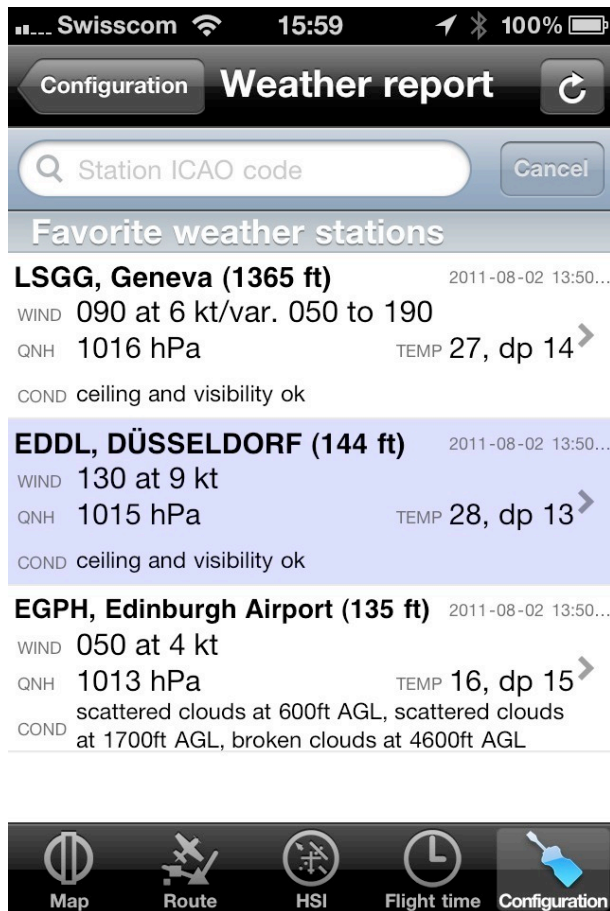 Swisscom 15:59 100%
Configuration Weather report
Station ICAO code Cancel
Favorite weather stations
LSGG, Geneva (1365 ft) 2011-08-02 13:50...
WIND 090 at 6 kt/var. 050 to 190
QNH 1016 hPa TEMP 27, dp 14
COND ceiling and visibility ok
EDDL, DÜSSELDORF (144 ft) 2011-08-02 13:50...
WIND 130 at 9 kt
QNH 1015 hPa TEMP 28, dp 13
COND ceiling and visibility ok
EGPH, Edinburgh Airport (135 ft) 2011-08-02 13:50...
WIND 050 at 4 kt
QNH 1013 hPa TEMP 16, dp 15
COND scattered clouds at 600ft AGL, scattered clouds
at 1700ft AGL, broken clouds at 4600ft AGL
Map Route HSI Flight time Configuration